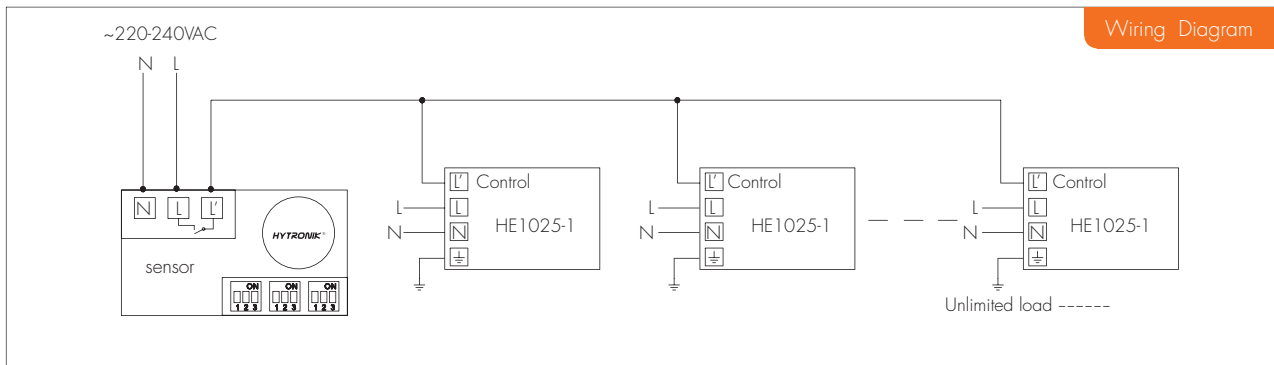 Wiring Diagram
~220-240VAC
N L
N L L'
HYTRONIK®
sensor
ON ON ON
1 2 3 1 2 3 1 2 3
L' Control
L L
HE1025-1
N N
L' Control
L L
HE1025-1
N N
L' Control
L L
HE1025-1
N N
Unlimited load ------